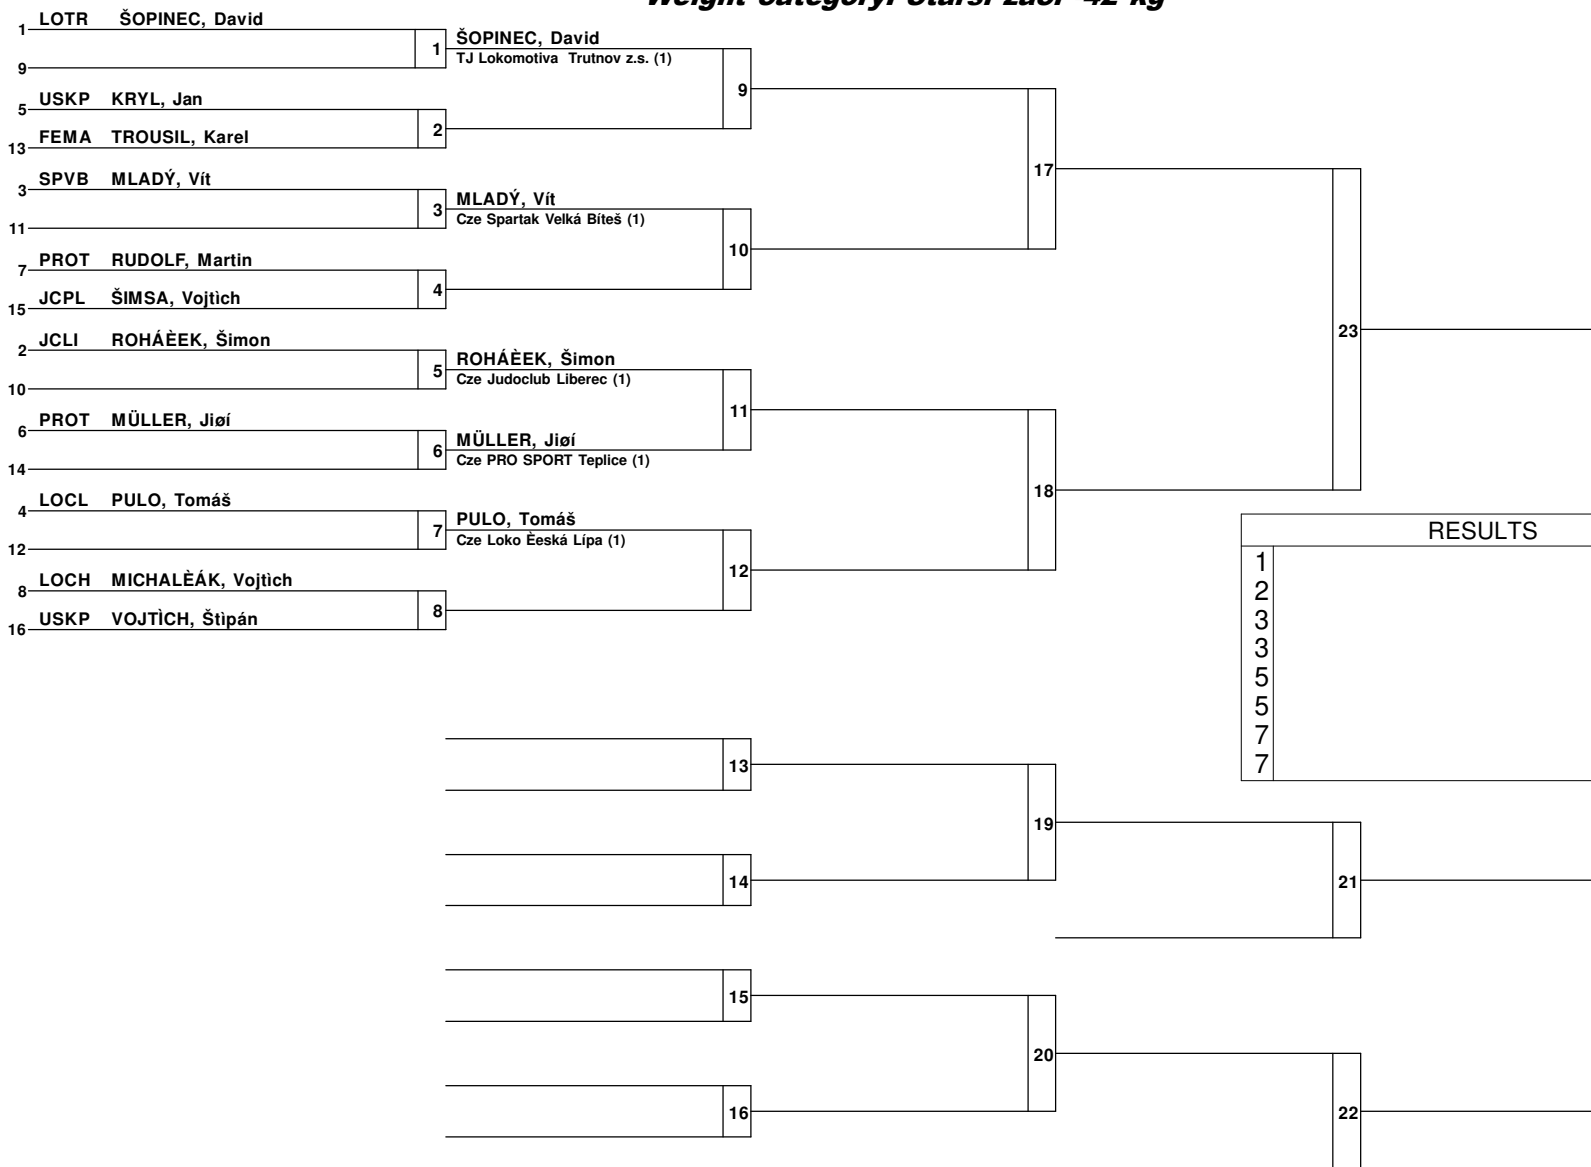 1 LOTR ŠOPINEC, David
9
1 ŠOPINEC, David
TJ Lokomotiva Trutnov z.s. (1)
5 USKP KRYL, Jan
13 FEMA TROUSIL, Karel
2
9
3 SPVB MLADÝ, Vít
11
3 MLADÝ, Vít
Cze Spartak Velká Bíteš (1)
7 PROT RUDOLF, Martin
15 JCPL ŠIMSA, Vojtìch
4
10
17
2 JCLI ROHÁÈEK, Šimon
10
5 ROHÁÈEK, Šimon
Cze Judoclub Liberec (1)
6 PROT MÜLLER, Jiøí
14
6 MÜLLER, Jiøí
Cze PRO SPORT Teplice (1)
11
4 LOCL PULO, Tomáš
12
7 PULO, Tomáš
Cze Loko Èeská Lípa (1)
8 LOCH MICHALÈÁK, Vojtìch
16 USKP VOJTÌCH, Štìpán
8
12
18
23
RESULTS
1
2
3
3
5
5
7
7
13
14
19
21
15
16
20
22